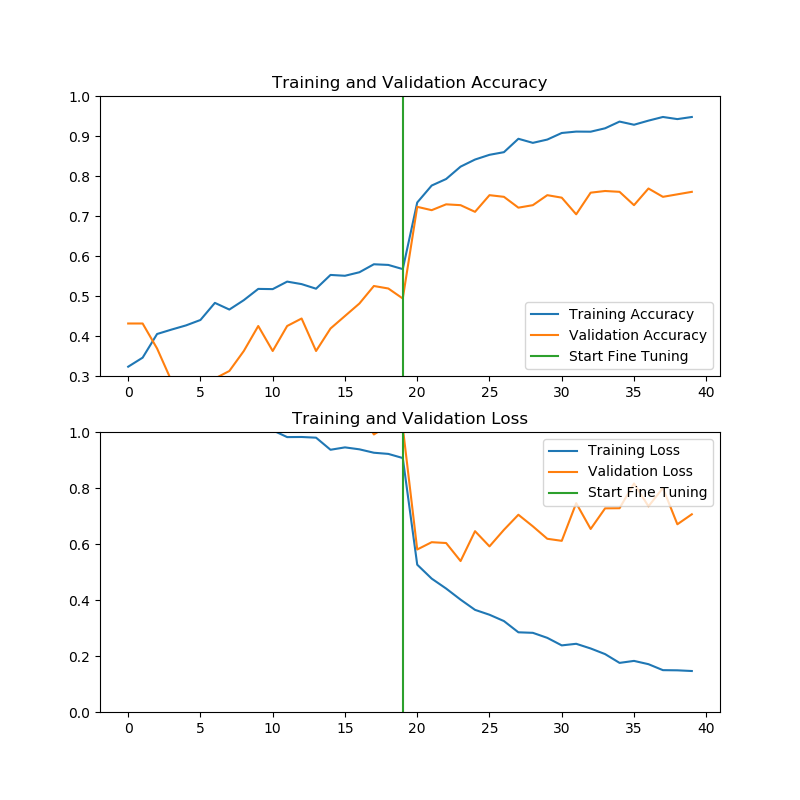 Training and Validation Accuracy
1.0
0.9
0.8
0.7
0.6
0.5
0.4
0.3
Training Accuracy
Validation Accuracy
Start Fine Tuning
0 5 10 15 20 25 30 35 40
Training and Validation Loss
1.0
0.8
0.6
0.4
0.2
0.0
Training Loss
Validation Loss
Start Fine Tuning
0 5 10 15 20 25 30 35 40